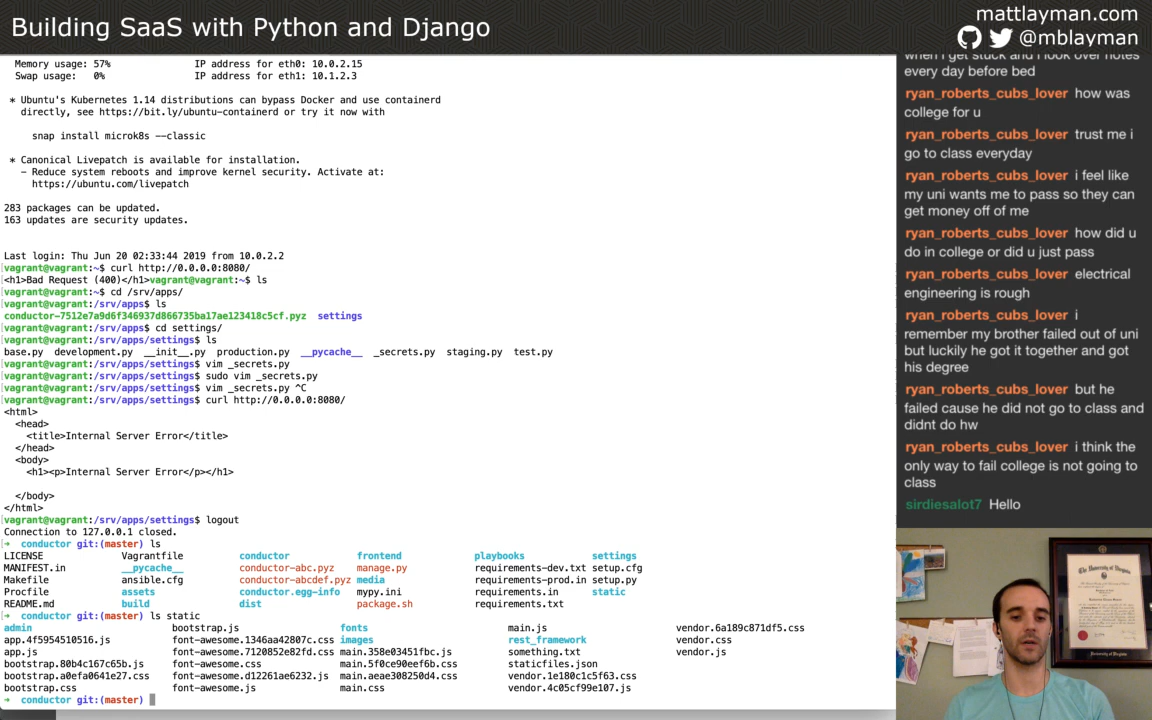 Building SaaS with Python and Django
mattlayman.com
@mblayman
Memory usage: 57%                IP address for eth0: 10.0.2.15
Swap usage:   0%                 IP address for eth1: 10.1.2.3
* Ubuntu's Kubernetes 1.14 distributions can bypass Docker and use containerd
directly, see https://bit.ly/ubuntu-containerd or try it now with
snap install microk8s --classic
* Canonical Livepatch is available for installation.
- Reduce system reboots and improve kernel security. Activate at:
https://ubuntu.com/livepatch
283 packages can be updated.
163 updates are security updates.
Last login: Thu Jun 20 02:33:44 2019 from 10.0.2.2
[vagrant@vagrant:~$ curl http://0.0.0.0:8080/
[<h1>Bad Request (400)</h1>vagrant@vagrant:~$ ls
[vagrant@vagrant:~$ cd /srv/apps/
[vagrant@vagrant:/srv/apps$ ls
conductor-7512e7a9d6f346937d866735ba17ae123418c5cf.pyz  settings
[vagrant@vagrant:/srv/apps$ cd settings/
[vagrant@vagrant:/srv/apps/settings$ ls
base.py  development.py  __init__.py  production.py  __pycache__  _secrets.py  staging.py  test.py
[vagrant@vagrant:/srv/apps/settings$ vim _secrets.py
[vagrant@vagrant:/srv/apps/settings$ sudo vim _secrets.py
[vagrant@vagrant:/srv/apps/settings$ vim _secrets.py ^C
[vagrant@vagrant:/srv/apps/settings$ curl http://0.0.0.0:8080/
<html>
<head>
<title>Internal Server Error</title>
</head>
<body>
<h1><p>Internal Server Error</p></h1>
</body>
</html>
[vagrant@vagrant:/srv/apps/settings$ logout
Connection to 127.0.0.1 closed.
[➜  conductor git:(master) ls
LICENSE             Vagrantfile         conductor           frontend            playbooks           settings
MANIFEST.in         __pycache__         conductor-abc.pyz   manage.py           requirements-dev.txt setup.cfg
Makefile            ansible.cfg         conductor-abcdef.pyz media               requirements-prod.in setup.py
Procfile            assets              conductor.egg-info  mypy.ini            requirements.in     static
README.md           build               dist                package.sh          requirements.txt
[➜  conductor git:(master) ls static
admin                       bootstrap.js                fonts                       main.js                     vendor.6a189c871df5.css
app.4f5954510516.js         font-awesome.1346aa42807c.css images                      rest_framework              vendor.css
app.js                      font-awesome.7120852e82fd.css main.358e03451fbc.js        something.txt               vendor.js
bootstrap.80b4c167c65b.js   font-awesome.css            main.5f0ce90eef6b.css       staticfiles.json
bootstrap.a0efa0641e27.css  font-awesome.d12261ae6232.js main.aeae308250d4.css       vendor.1e180c1c5f63.css
bootstrap.css               font-awesome.js             main.css                    vendor.4c05cf99e107.js
➜  conductor git:(master)
when i get stuck and i look over notes
every day before bed
ryan_roberts_cubs_lover how was
college for u
ryan_roberts_cubs_lover trust me i
go to class everyday
ryan_roberts_cubs_lover i feel like
my uni wants me to pass so they can
get money off of me
ryan_roberts_cubs_lover how did u
do in college or did u just pass
ryan_roberts_cubs_lover electrical
engineering is rough
ryan_roberts_cubs_lover i
remember my brother failed out of uni
but luckily he got it together and got
his degree
ryan_roberts_cubs_lover but he
failed cause he did not go to class and
didnt do hw
ryan_roberts_cubs_lover i think the
only way to fail college is not going to
class
sirdiesalot7 Hello
The University of Virginia